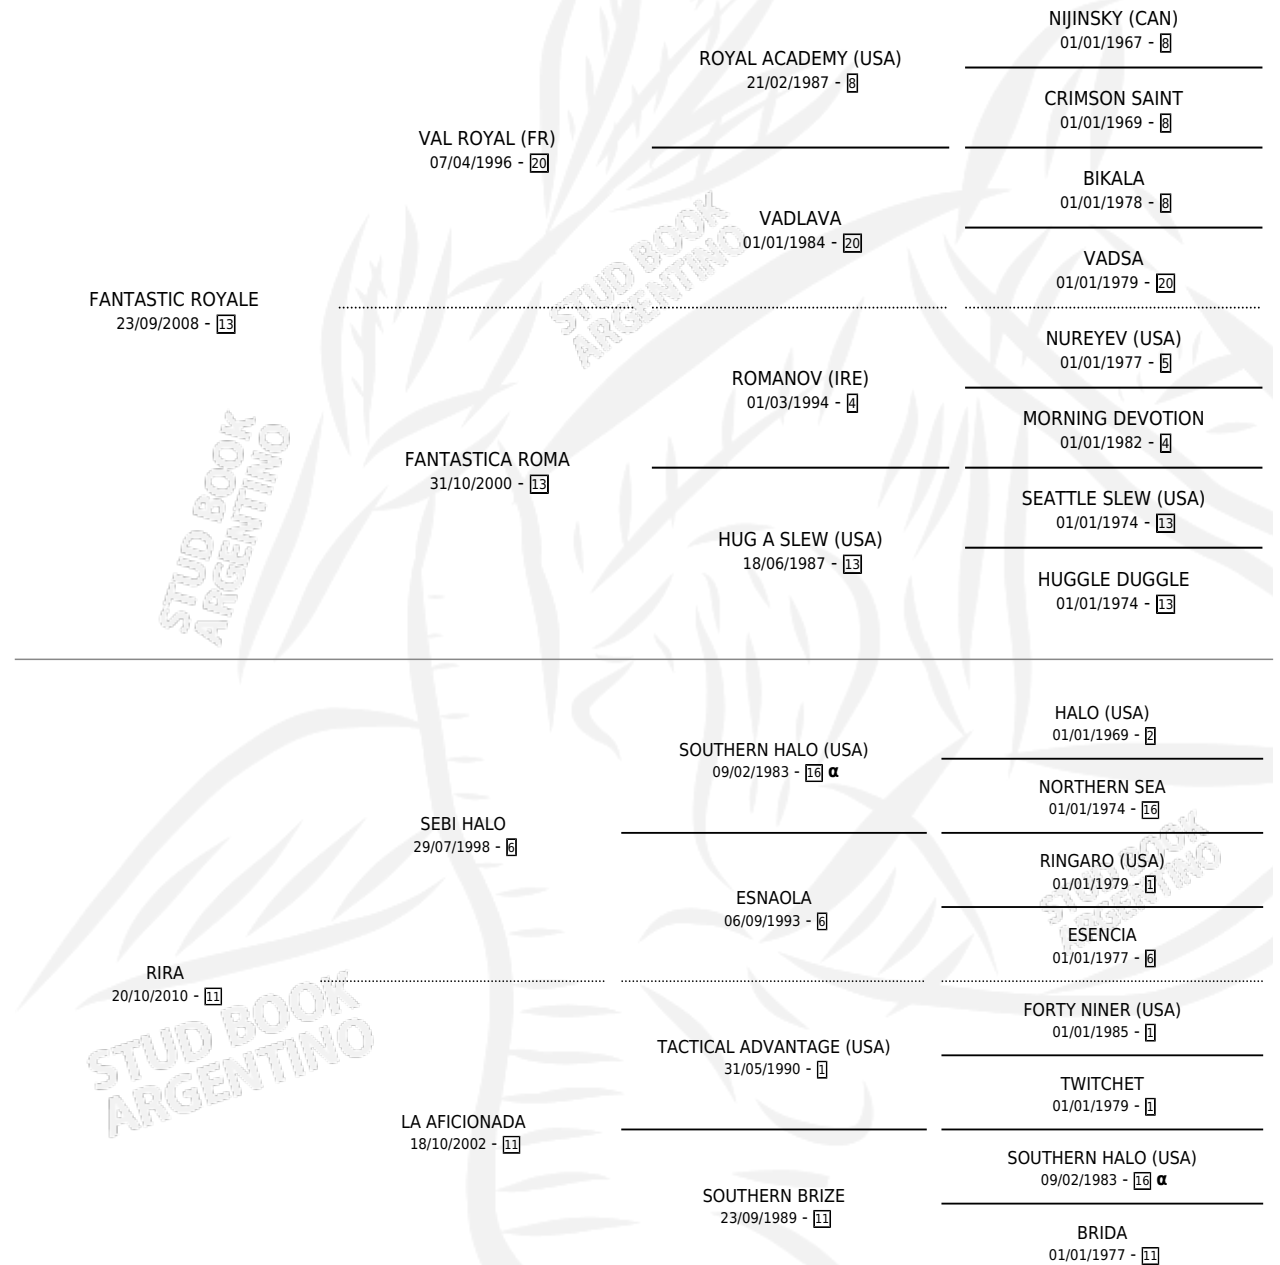 NIJINSKY (CAN)
01/01/1967 - 8
ROYAL ACADEMY (USA)
21/02/1987 - 8
CRIMSON SAINT
01/01/1969 - 8
VAL ROYAL (FR)
07/04/1996 - 20
BIKALA
01/01/1978 - 8
VADLAVA
01/01/1984 - 20
VADSA
01/01/1979 - 20
FANTASTIC ROYALE
23/09/2008 - 13
NUREYEV (USA)
01/01/1977 - 5
ROMANOV (IRE)
01/03/1994 - 4
MORNING DEVOTION
01/01/1982 - 4
FANTASTICA ROMA
31/10/2000 - 13
SEATTLE SLEW (USA)
01/01/1974 - 13
HUG A SLEW (USA)
18/06/1987 - 13
HUGGLE DUGGLE
01/01/1974 - 13
HALO (USA)
01/01/1969 - 2
SOUTHERN HALO (USA)
09/02/1983 - 16 α
NORTHERN SEA
01/01/1974 - 16
SEBI HALO
29/07/1998 - 6
RINGARO (USA)
01/01/1979 - 1
ESNAOLA
06/09/1993 - 6
ESENCIA
01/01/1977 - 6
RIRA
20/10/2010 - 11
FORTY NINER (USA)
01/01/1985 - 1
TACTICAL ADVANTAGE (USA)
31/05/1990 - 1
TWITCHET
01/01/1979 - 1
LA AFICIONADA
18/10/2002 - 11
SOUTHERN HALO (USA)
09/02/1983 - 16 α
SOUTHERN BRIZE
23/09/1989 - 11
BRIDA
01/01/1977 - 11
STUD BOOK
ARGENTINO
STUD BOOK
ARGENTINO
STUD BOOK
ARGENTINO
STUD BOOK
ARGENTINO